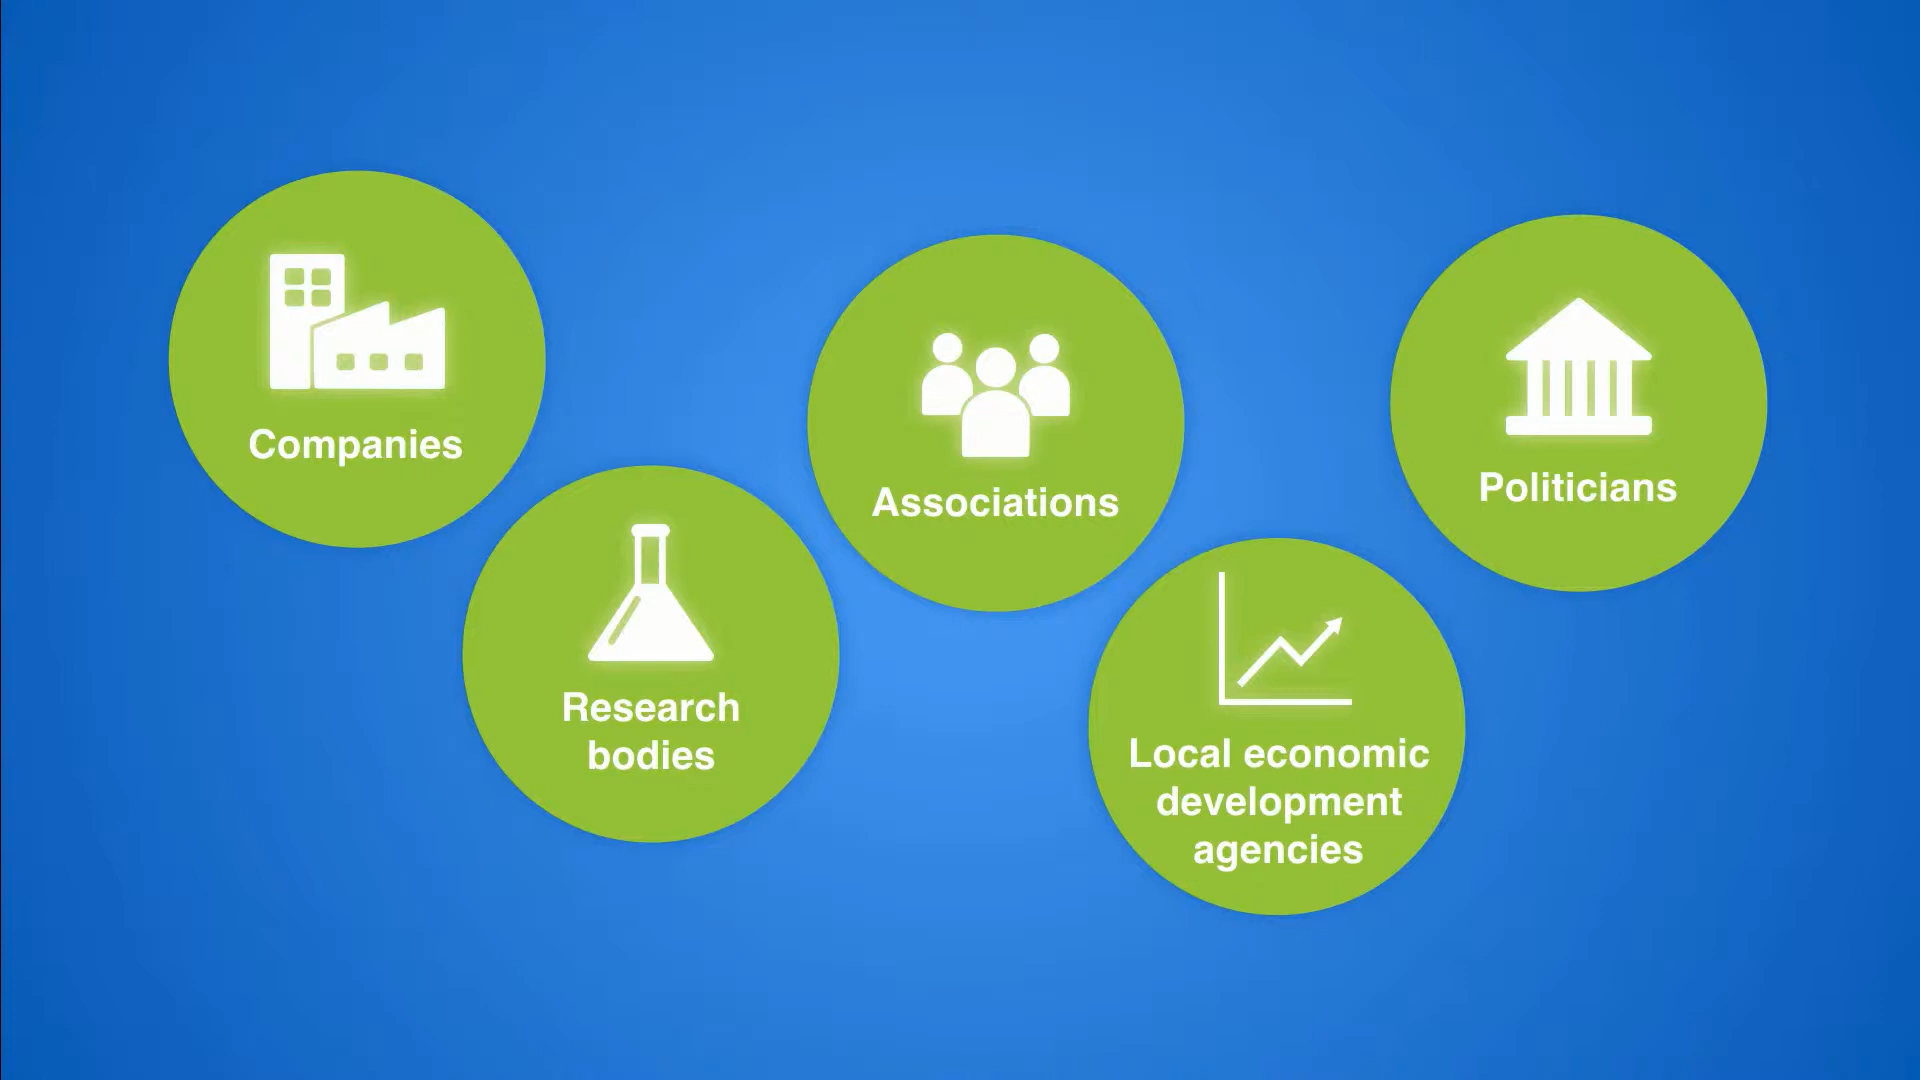 Companies
Research
bodies
Associations
Local economic
development
agencies
Politicians